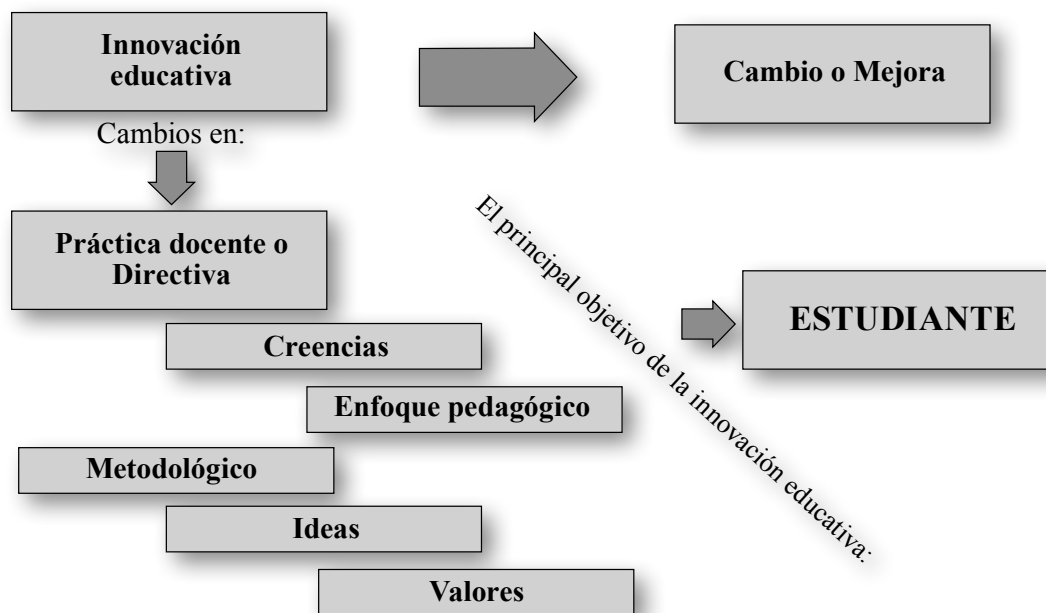 Innovación
educativa
Cambio o Mejora
Cambios en:
Práctica docente o
Directiva
El principal objetivo de la innovación educativa:
ESTUDIANTE
Creencias
Enfoque pedagógico
Metodológico
Ideas
Valores